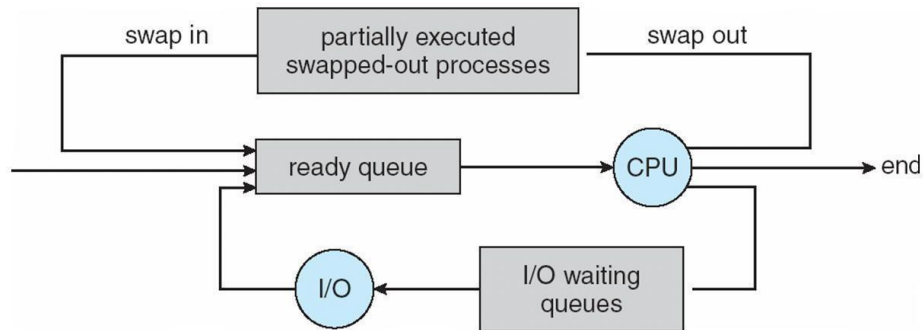 swap in
partially executed
swapped-out processes
swap out
ready queue
CPU
end
I/O
I/O waiting
queues